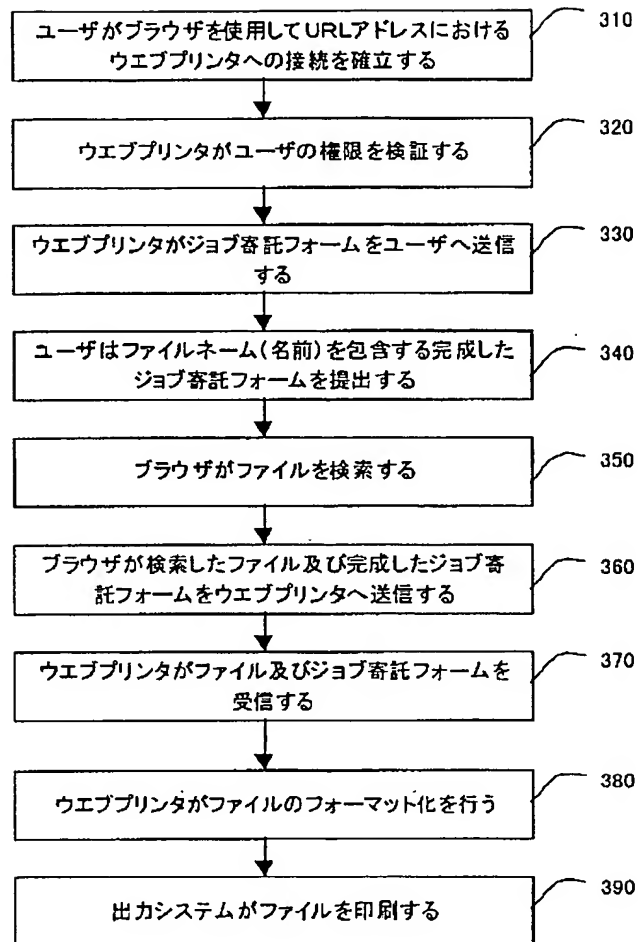 ユーザがブラウザを使用してURLアドレスにおける
ウエブプリンタへの接続を確立する
310
ウエブプリンタがユーザの権限を検証する
320
ウエブプリンタがジョブ寄託フォームをユーザへ送信
する
330
ユーザはファイルネーム(名前)を包含する完成した
ジョブ寄託フォームを提出する
340
ブラウザがファイルを検索する
350
ブラウザが検索したファイル及び完成したジョブ寄
託フォームをウエブプリンタへ送信する
360
ウエブプリンタがファイル及びジョブ寄託フォームを
受信する
370
ウエブプリンタがファイルのフォーマット化を行う
380
出力システムがファイルを印刷する
390